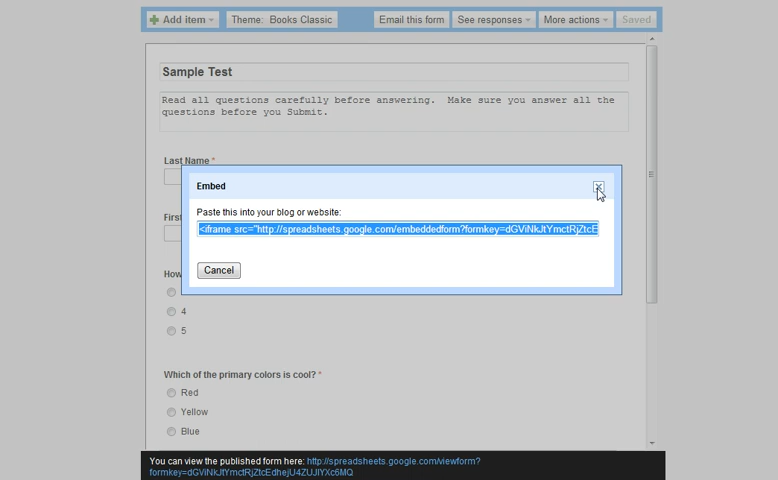 Add item
Theme: Books Classic
Email this form
See responses
More actions
Saved
Sample Test
Read all questions carefully before answering. Make sure you answer all the
questions before you Submit.
Last Name *
Embed
Paste this into your blog or website:
<iframe src="http://spreadsheets.google.com/embeddedform?formkey=dGViNkJtYmctRjZtcE
Cancel
First
How
4
5
Which of the primary colors is cool? *
Red
Yellow
Blue
You can view the published form here: http://spreadsheets.google.com/viewform?
formkey=dGViNkJtYmctRjZtcEdhejU4ZUJIYXc6MQ